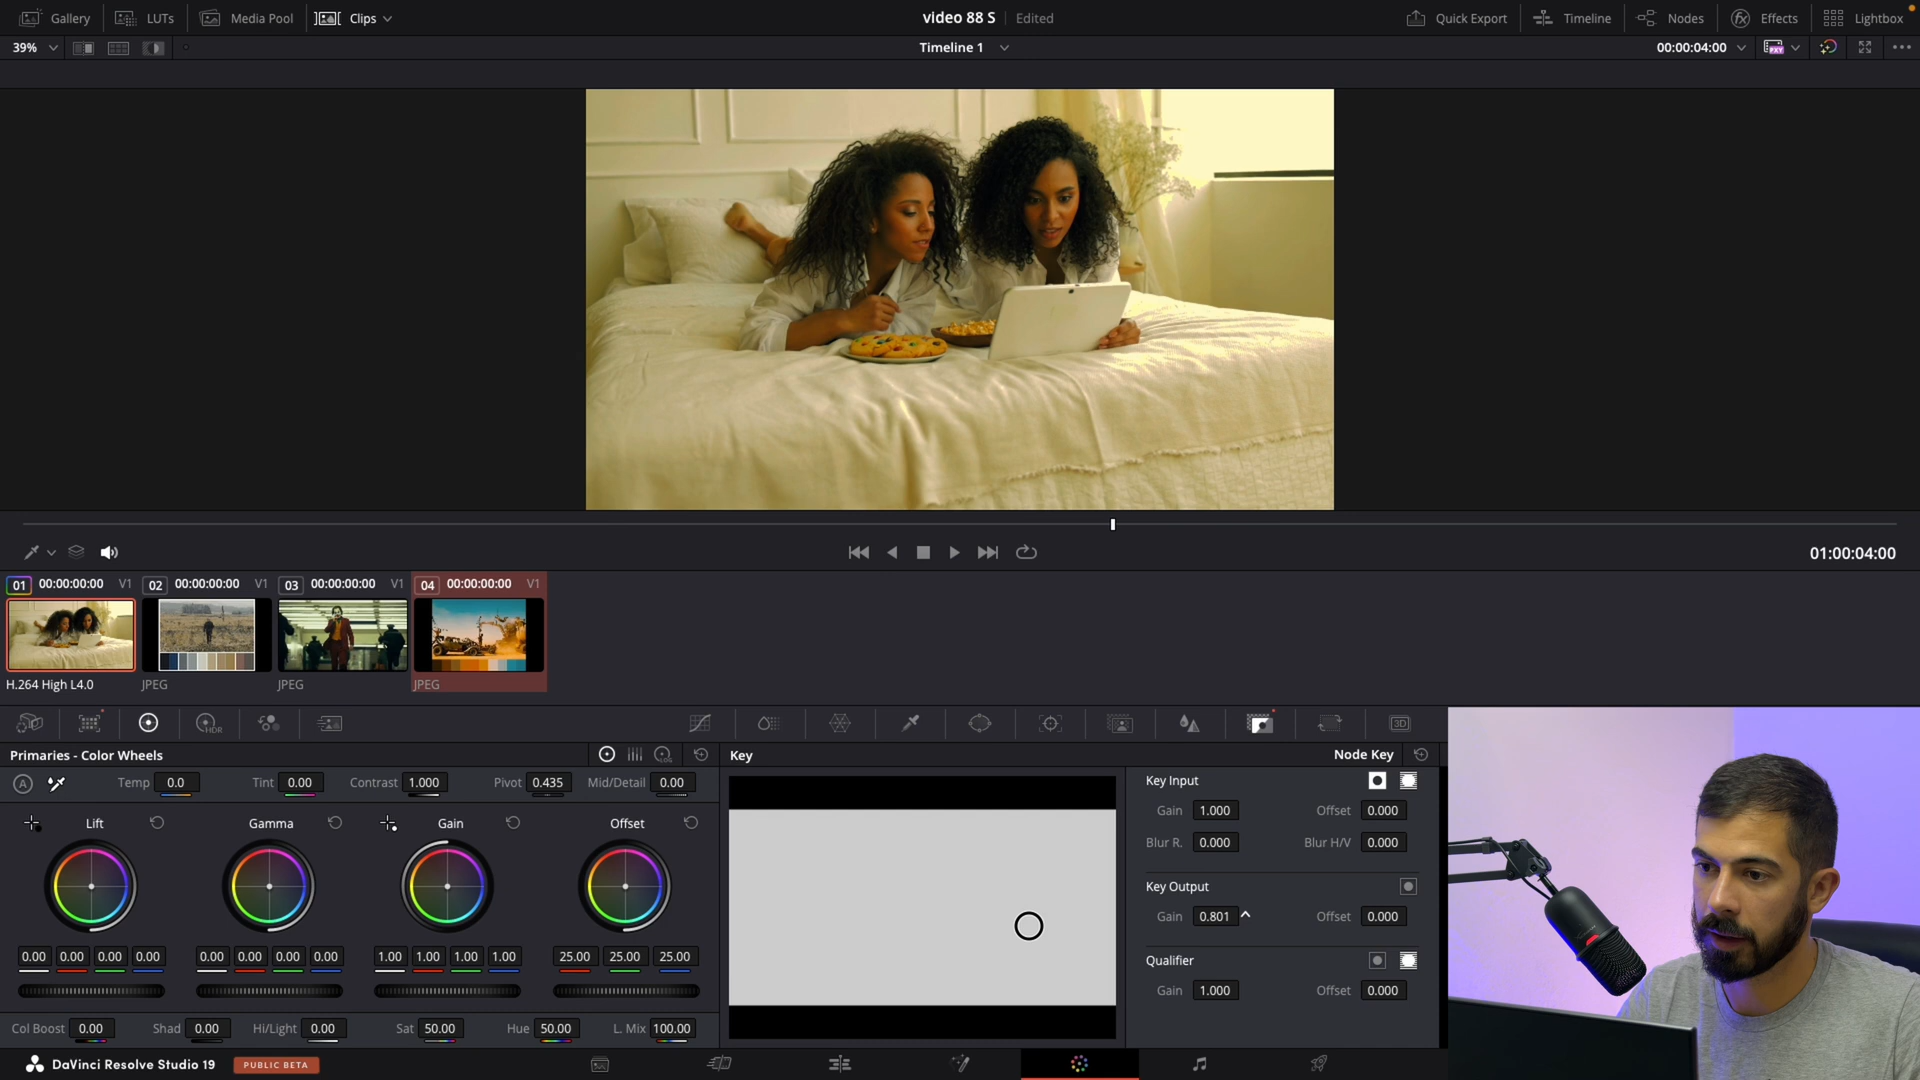 Gallery LUTs Media Pool Clips video 88 S Edited Quick Export Timeline Nodes Effects Lightbox
39% Timeline 1 00:00:04:00
01:00:04:00
01 00:00:00:00 V1 02 00:00:00:00 V1 03 00:00:00:00 V1 04 00:00:00:00 V1
H.264 High L4.0 JPEG JPEG JPEG
HDR 3D
Primaries - Color Wheels LOG Key Node Key
A Temp 0.0 Tint 0.00 Contrast 1.000 Pivot 0.435 Mid/Detail 0.00
Key Input
Gain 1.000 Offset 0.000
Lift Gamma Gain Offset
Blur R. 0.000 Blur H/V 0.000
Key Output
Gain 0.801 Offset 0.000
0.00 0.00 0.00 0.00 0.00 0.00 0.00 0.00 1.00 1.00 1.00 1.00 25.00 25.00 25.00
Qualifier
Gain 1.000 Offset 0.000
Col Boost 0.00 Shad 0.00 Hi/Light 0.00 Sat 50.00 Hue 50.00 L. Mix 100.00
DaVinci Resolve Studio 19 PUBLIC BETA